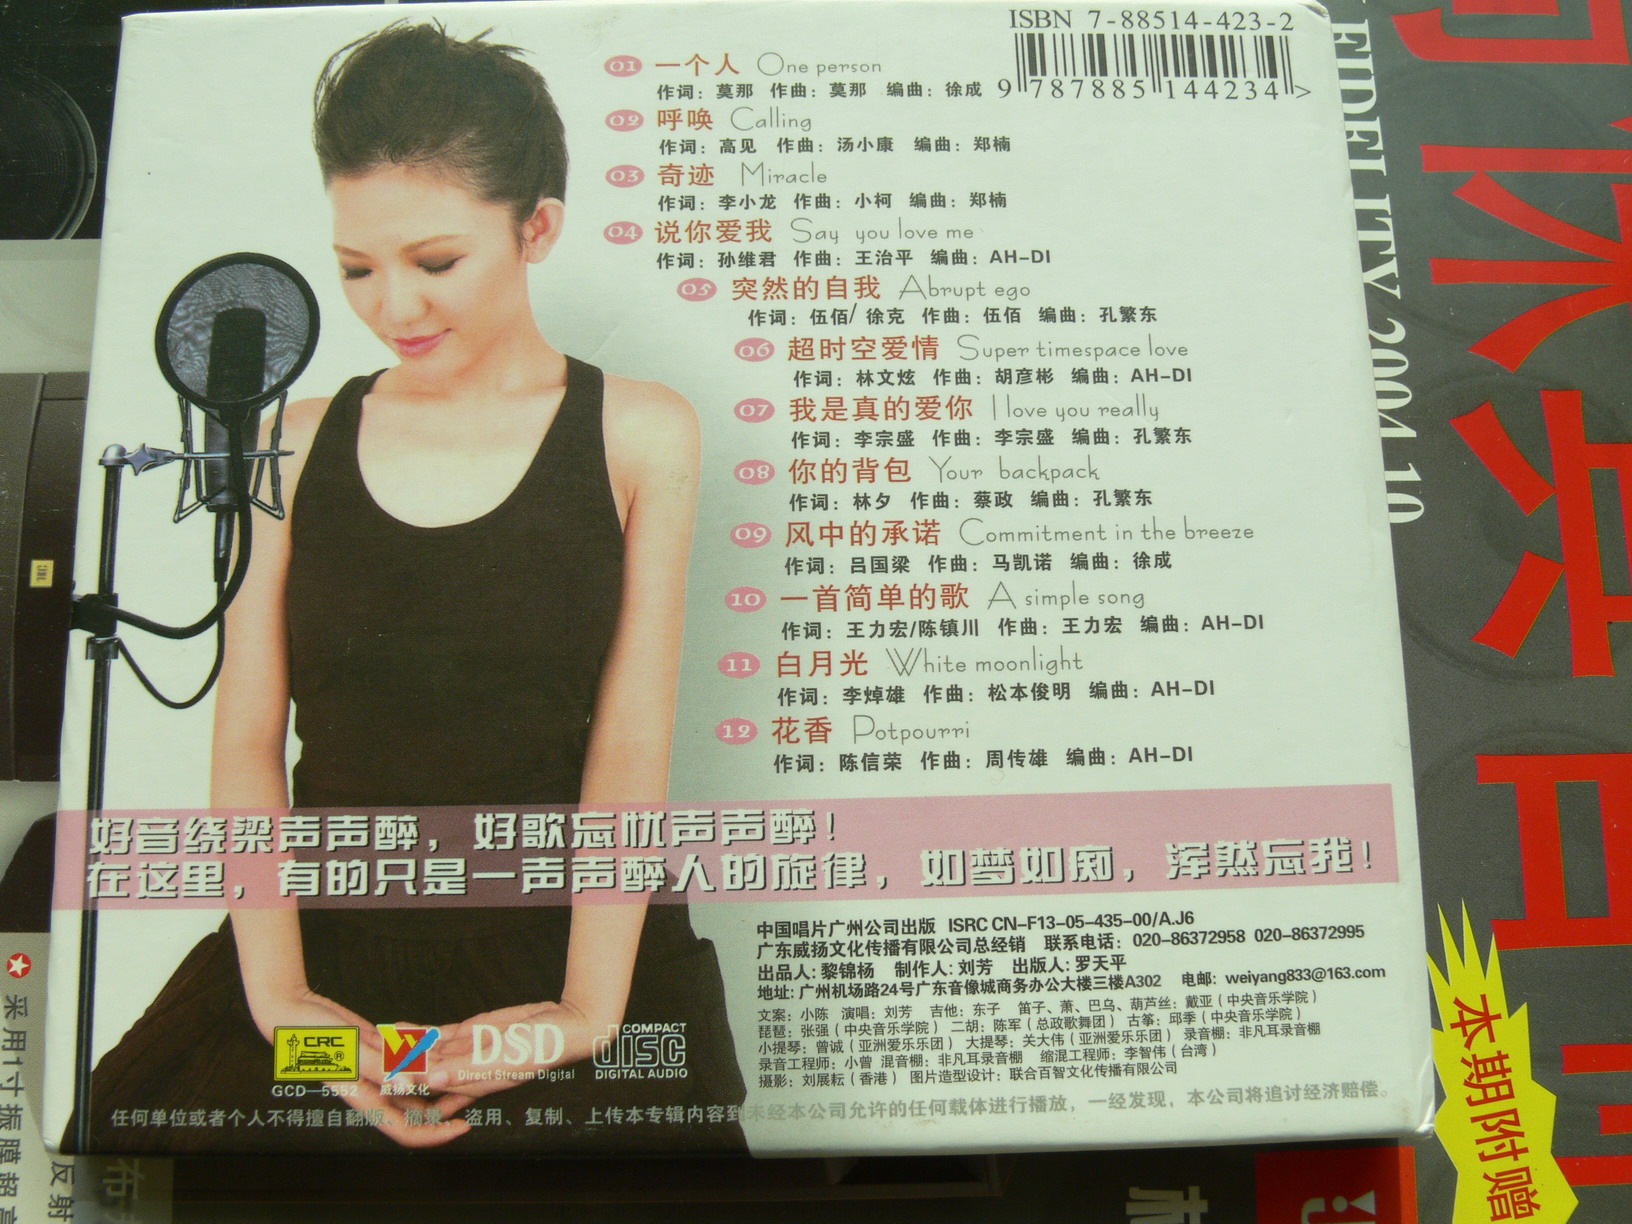 ISBN 7-88514-423-2
9 787885 144234 >
01 一个人 One person
作词：莫那 作曲：莫那 编曲：徐成
02 呼唤 Calling
作词：高见 作曲：汤小康 编曲：郑楠
03 奇迹 Miracle
作词：李小龙 作曲：小柯 编曲：郑楠
04 说你爱我 Say you love me
作词：孙维君 作曲：王治平 编曲：AH-DI
05 突然的自我 Abrupt ego
作词：伍佰/徐克 作曲：伍佰 编曲：孔繁东
06 超时空爱情 Super timespace love
作词：林文炫 作曲：胡彦彬 编曲：AH-DI
07 我是真的爱你 I love you really
作词：李宗盛 作曲：李宗盛 编曲：孔繁东
08 你的背包 Your backpack
作词：林夕 作曲：蔡政 编曲：孔繁东
09 风中的承诺 Commitment in the breeze
作词：吕国梁 作曲：马凯诺 编曲：徐成
10 一首简单的歌 A simple song
作词：王力宏/陈镇川 作曲：王力宏 编曲：AH-DI
11 白月光 White moonlight
作词：李焯雄 作曲：松本俊明 编曲：AH-DI
12 花香 Potpourri
作词：陈信荣 作曲：周传雄 编曲：AH-DI
好音绕梁声声醉，好歌忘忧声声醉！
在这里，有的只是一声声醉人的旋律，如梦如痴，浑然忘我！
中国唱片广州公司出版 ISRC CN-F13-05-435-00/A.J6
广东威扬文化传播有限公司总经销 联系电话：020-86372958 020-86372995
出品人：黎锦杨 制作人：刘芳 出版人：罗天平
地址：广州机场路24号广东音像城商务办公大楼三楼A302 电邮：weiyang833@163.com
文案：小陈 演唱：刘芳 吉他：东子 笛子、萧、巴乌、葫芦丝：戴亚（中央音乐学院）
琵琶：张强（中央音乐学院） 二胡：陈军（总政歌舞团） 古筝：邱季（中央音乐学院）
小提琴：曾诚（亚洲爱乐乐团） 大提琴：关大伟（亚洲爱乐乐团） 录音棚：非凡耳录音棚
录音工程师：小曾 混音棚：非凡耳录音棚 缩混工程师：李智伟（台湾）
摄影：刘展耘（香港） 图片造型设计：联合百智文化传播有限公司
CRC ®
GCD—5552
威扬文化
DSD
Direct Stream Digital
COMPACT
disc
DIGITAL AUDIO
任何单位或者个人不得擅自翻版、摘录、盗用、复制、上传本专辑内容到未经本公司允许的任何载体进行播放，一经发现，本公司将追讨经济赔偿。
FIDELITY 2004.10
本期附赠
采用1寸振膜超高
反射